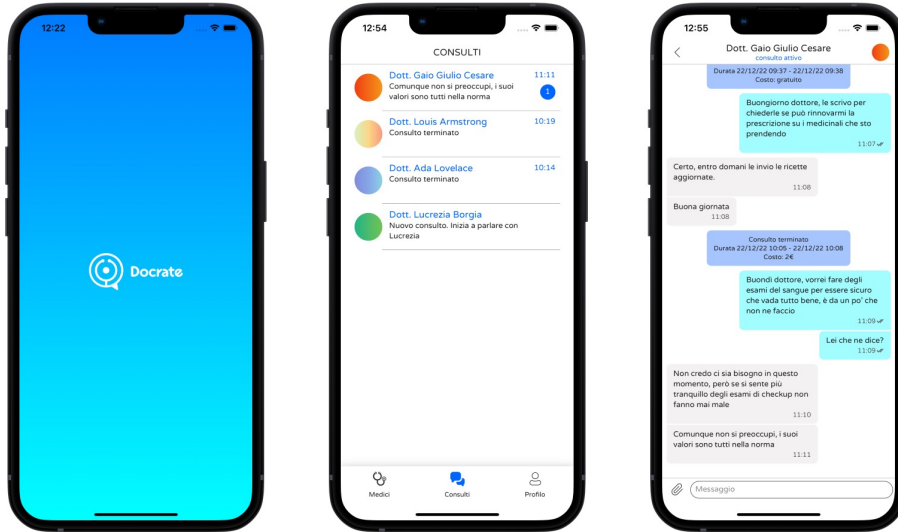 12:22
Docrate
12:54
CONSULTI
Dott. Gaio Giulio Cesare
11:11
Comunque non si preoccupi, i suoi
valori sono tutti nella norma
1
Dott. Louis Armstrong
10:19
Consulto terminato
Dott. Ada Lovelace
10:14
Consulto terminato
Dott. Lucrezia Borgia
Nuovo consulto. Inizia a parlare con
Lucrezia
Medici
Consulti
Profilo
12:55
Dott. Gaio Giulio Cesare
consulto attivo
Durata 22/12/22 09:37 - 22/12/22 09:38
Costo: gratuito
Buongiorno dottore, le scrivo per
chiederle se può rinnovarmi la
prescrizione su i medicinali che sto
prendendo
11:07
Certo, entro domani le invio le ricette
aggiornate.
11:08
Buona giornata
11:08
Consulto terminato
Durata 22/12/22 10:05 - 22/12/22 10:08
Costo: 2€
Buondì dottore, vorrei fare degli
esami del sangue per essere sicuro
che vada tutto bene, è da un po' che
non ne faccio
11:09
Lei che ne dice?
11:09
Non credo ci sia bisogno in questo
momento, però se si sente più
tranquillo degli esami di checkup non
fanno mai male
11:10
Comunque non si preoccupi, i suoi
valori sono tutti nella norma
11:11
Messaggio